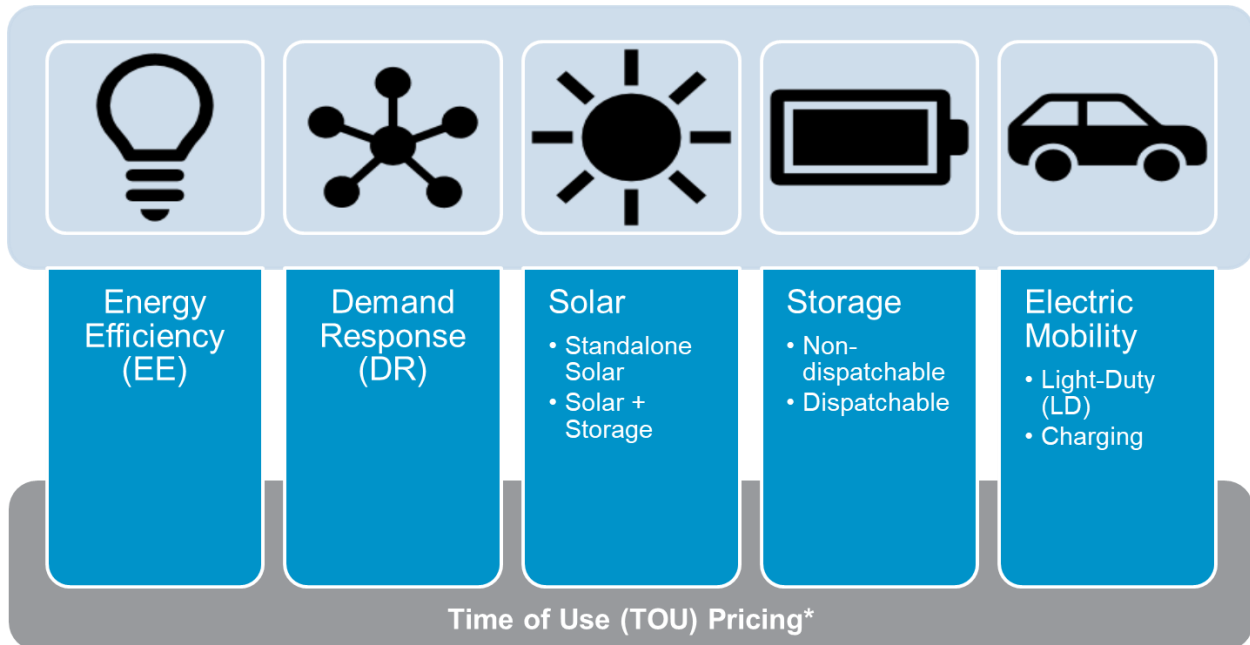 Energy
Efficiency
(EE)
Demand
Response
(DR)
Solar
• Standalone
Solar
• Solar +
Storage
Storage
• Non-
dispatchable
• Dispatchable
Electric
Mobility
• Light-Duty
(LD)
• Charging
Time of Use (TOU) Pricing*